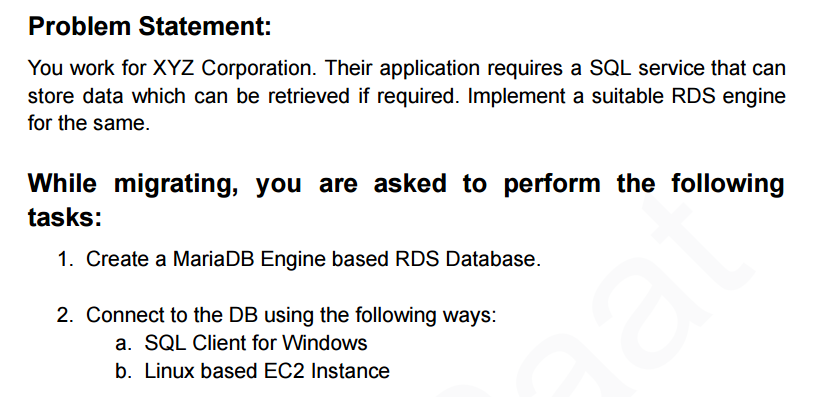 Problem Statement:
You work for XYZ Corporation. Their application requires a SQL service that can
store data which can be retrieved if required. Implement a suitable RDS engine
for the same.
While migrating, you are asked to perform the following
tasks:
1. Create a MariaDB Engine based RDS Database.
2. Connect to the DB using the following ways:
a. SQL Client for Windows
b. Linux based EC2 Instance